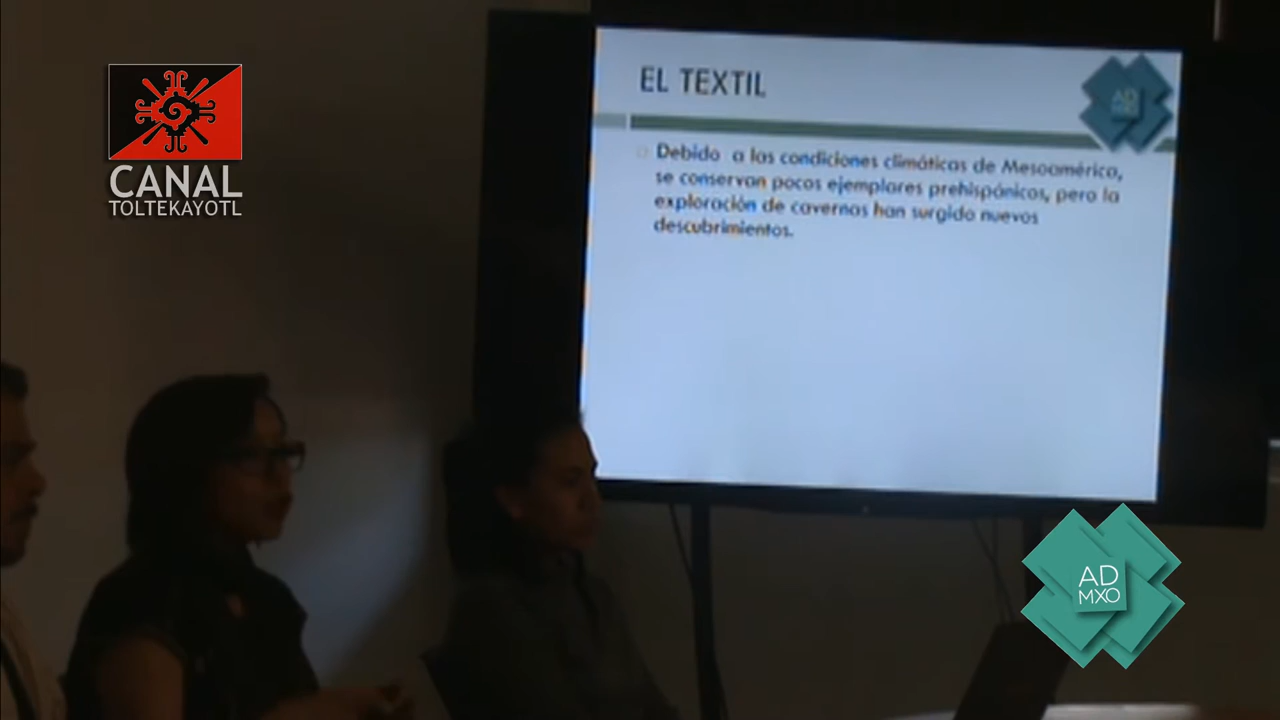 CANAL
TOLTEKAYOTL
EL TEXTIL
AD
Debido a las condiciones climáticas de Mesoamérica,
se conservan pocos ejemplares prehispánicos, pero la
exploración de cavernas han surgido nuevos
descubrimientos.
AD
MXO